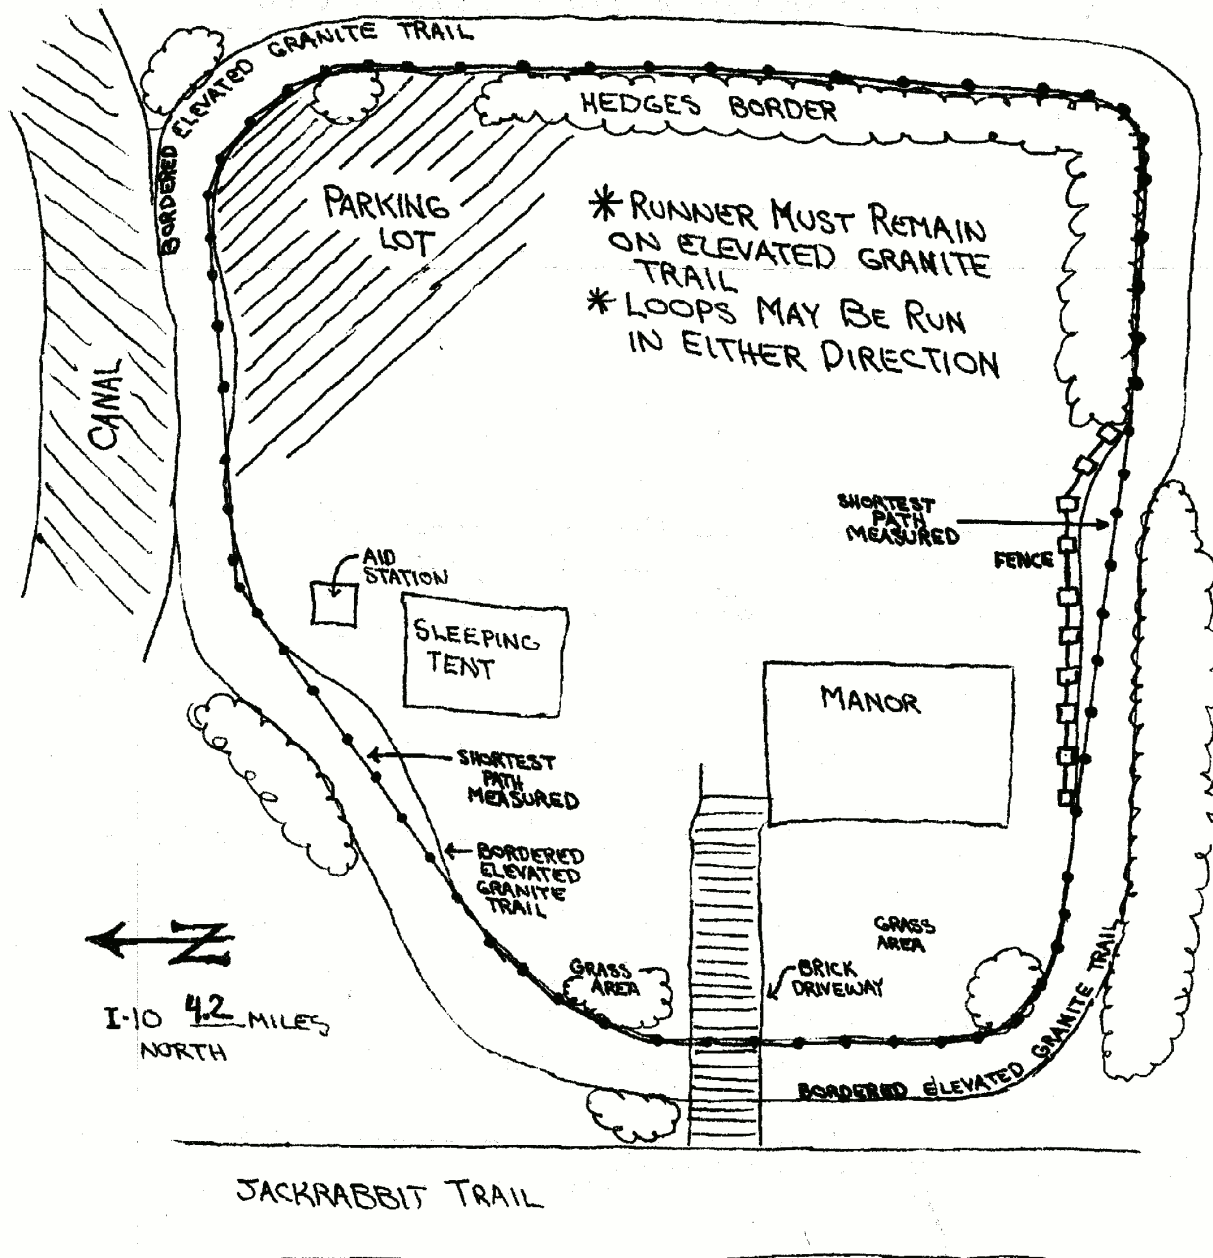 BORDERED ELEVATED GRANITE TRAIL
HEDGES BORDER
PARKING
LOT
* RUNNER MUST REMAIN
ON ELEVATED GRANITE
TRAIL
* LOOPS MAY BE RUN
IN EITHER DIRECTION
CANAL
SHORTEST
PATH
MEASURED
FENCE
AID
STATION
SLEEPING
TENT
MANOR
SHORTEST
PATH
MEASURED
BORDERED
ELEVATED
GRANITE
TRAIL
GRASS
AREA
GRASS
AREA
BRICK
DRIVEWAY
N
I-10 4.2 MILES
NORTH
BORDERED ELEVATED GRANITE TRAIL
JACKRABBIT TRAIL